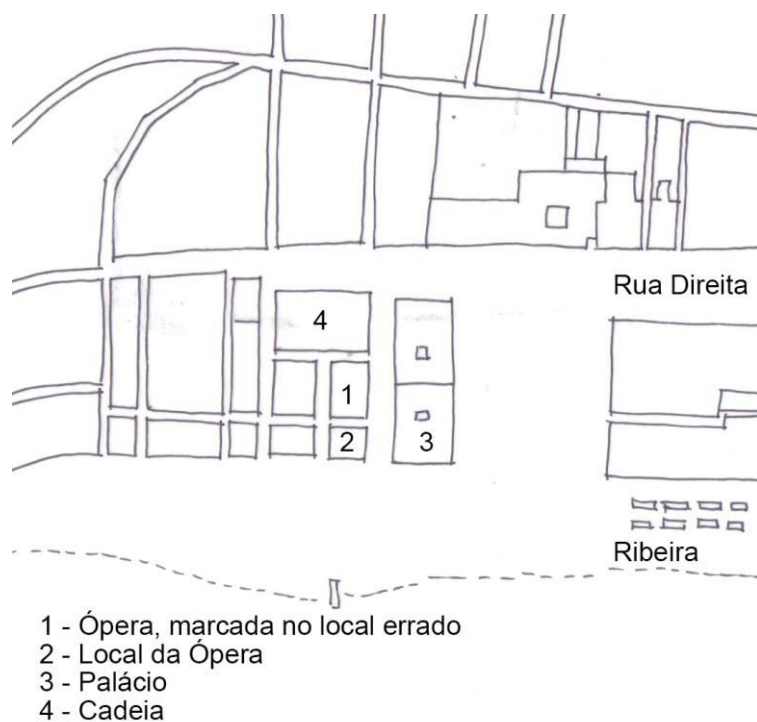 Rua Direita
4
1
2
3
Ribeira
1 - Ópera, marcada no local errado
2 - Local da Ópera
3 - Palácio
4 - Cadeia